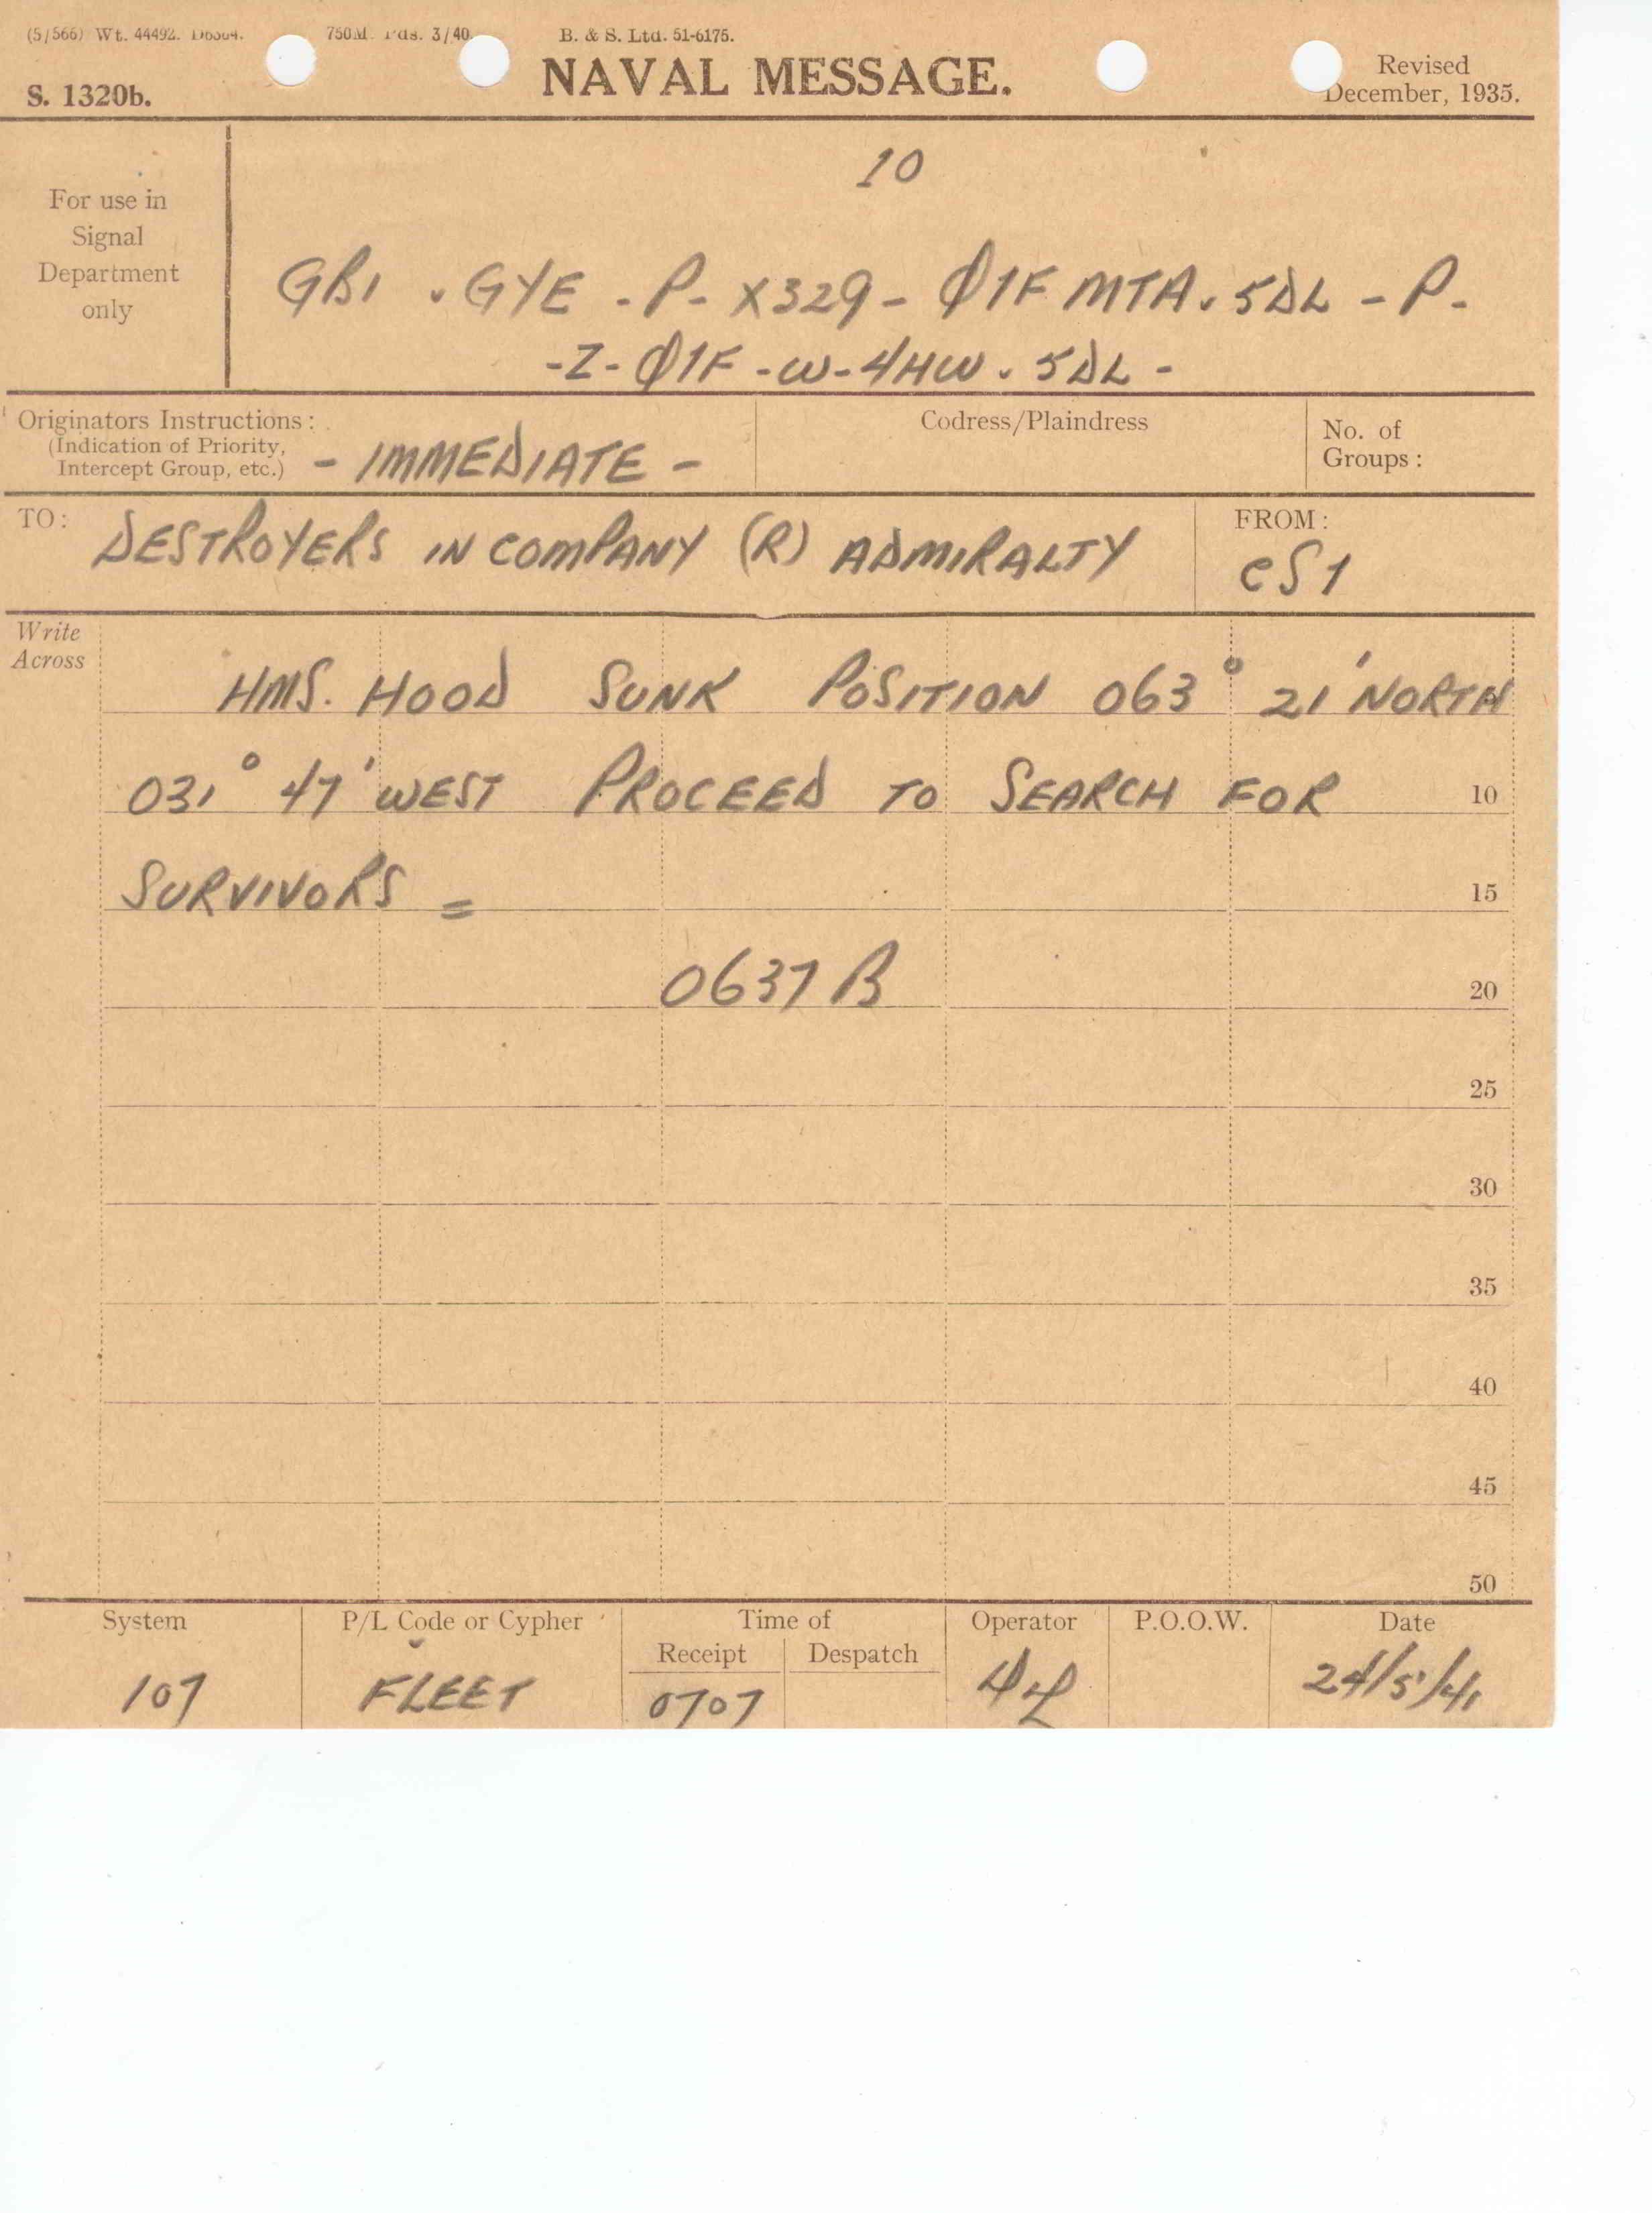 (5/566) Wt. 44492. D6304. 750M. Pds. 3/40. B. & S. Ltd. 51-6175.
S. 1320b.
NAVAL MESSAGE.
Revised
December, 1935.
10
For use in
Signal
Department
only
GB1 . GYE - P - X329 - Ø1F MTA . 5DL - P -
- Z - Ø1F - W - 4HW . 5DL -
Originators Instructions :
(Indication of Priority,
Intercept Group, etc.)
- IMMEDIATE -
Codress/Plaindress
No. of
Groups :
TO: DESTROYERS IN COMPANY (R) ADMIRALTY
FROM :
CS1
Write
Across
HMS. HOOD SUNK POSITION 063° 21' NORTH
031° 47' WEST PROCEED TO SEARCH FOR 10
SURVIVORS = 15
0637 B 20
25
30
35
40
45
50
System P/L Code or Cypher Time of Operator P.O.O.W. Date
Receipt Despatch
107 FLEET 0707 24/5/41